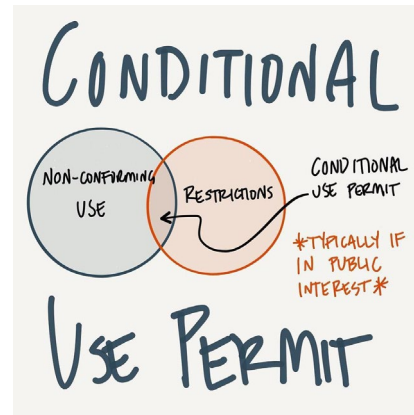 CONDITIONAL
NON-CONFORMING
USE
RESTRICTIONS
CONDITIONAL
USE PERMIT
*TYPICALLY IF
IN PUBLIC
INTEREST*
USE PERMIT